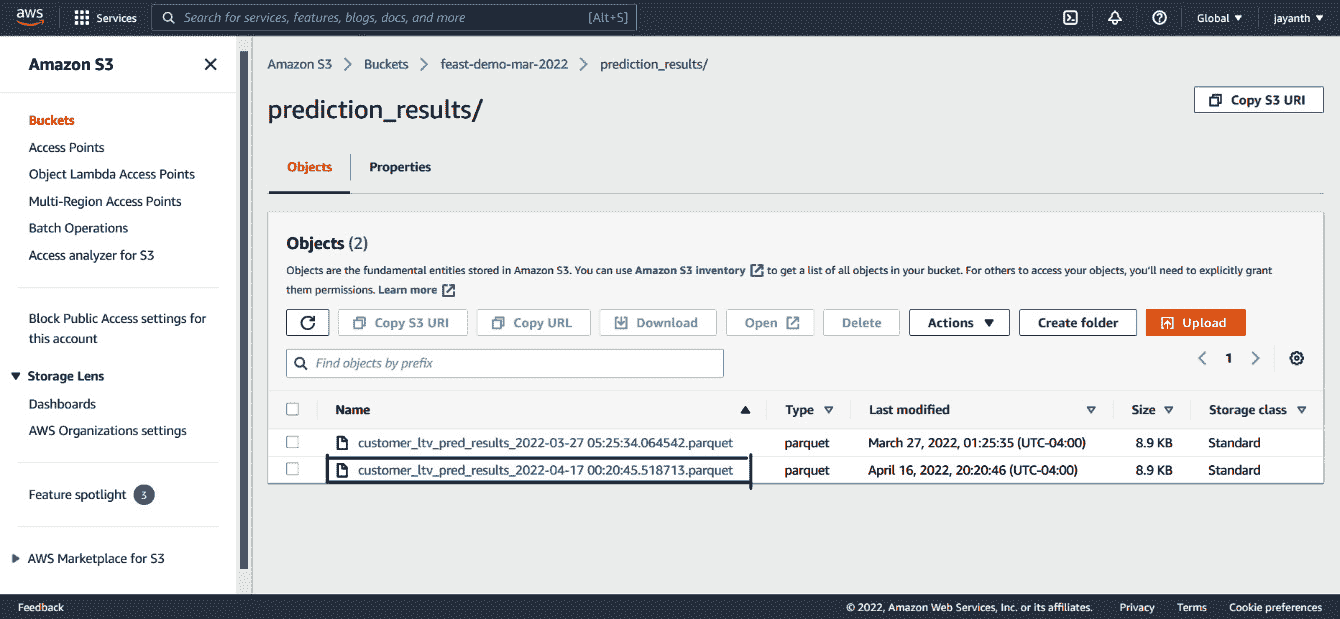 aws Services Search for services, features, blogs, docs, and more [Alt+S] Global ▼ jayanth ▼
Amazon S3
Buckets
Access Points
Object Lambda Access Points
Multi-Region Access Points
Batch Operations
Access analyzer for S3
Block Public Access settings for
this account
▼ Storage Lens
Dashboards
AWS Organizations settings
Feature spotlight 3
▶ AWS Marketplace for S3
Amazon S3 > Buckets > feast-demo-mar-2022 > prediction_results/
prediction_results/
Copy S3 URI
Objects Properties
Objects (2)
Objects are the fundamental entities stored in Amazon S3. You can use Amazon S3 inventory to get a list of all objects in your bucket. For others to access your objects, you'll need to explicitly grant
them permissions. Learn more
Copy S3 URI Copy URL Download Open Delete Actions ▼ Create folder Upload
Find objects by prefix
< 1 >
Name ▲ Type ▽ Last modified ▽ Size ▽ Storage class ▽
customer_ltv_pred_results_2022-03-27 05:25:34.064542.parquet parquet March 27, 2022, 01:25:35 (UTC-04:00) 8.9 KB Standard
customer_ltv_pred_results_2022-04-17 00:20:45.518713.parquet parquet April 16, 2022, 20:20:46 (UTC-04:00) 8.9 KB Standard
Feedback © 2022, Amazon Web Services, Inc. or its affiliates. Privacy Terms Cookie preferences